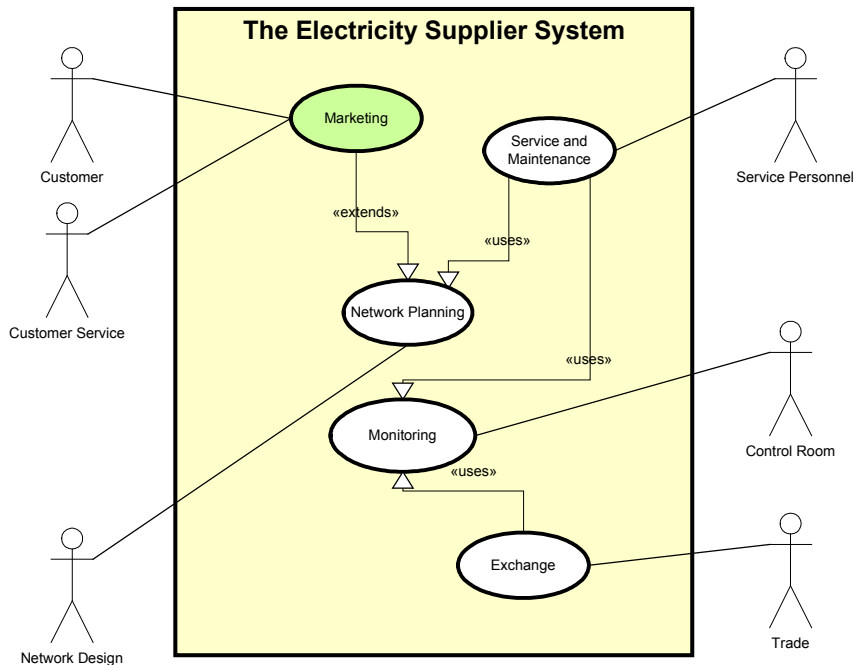 The Electricity Supplier System
Marketing
Service and
Maintenance
Customer
Service Personnel
«extends»
«uses»
Network Planning
Customer Service
«uses»
Monitoring
Control Room
«uses»
Exchange
Network Design
Trade